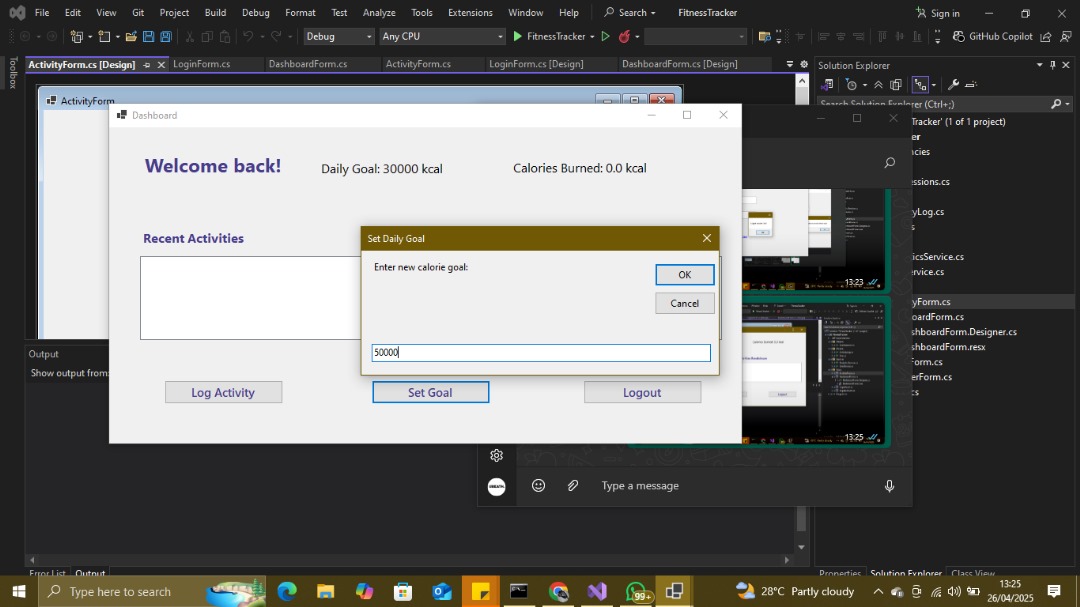 File Edit View Git Project Build Debug Format Test Analyze Tools Extensions Window Help Search FitnessTracker Sign in
Debug Any CPU FitnessTracker GitHub Copilot
Toolbox
ActivityForm.cs [Design] LoginForm.cs DashboardForm.cs ActivityForm.cs LoginForm.cs [Design] DashboardForm.cs [Design]
Solution Explorer
Search Solution Explorer (Ctrl+;)
Tracker' (1 of 1 project)
er
ncies
essions.cs
yLog.cs
s
icsService.cs
ervice.cs
yForm.cs
oardForm.cs
shboardForm.Designer.cs
shboardForm.resx
Form.cs
erForm.cs
cs
ActivityForm
Dashboard
Welcome back!
Daily Goal: 30000 kcal
Calories Burned: 0.0 kcal
Recent Activities
Set Daily Goal
Enter new calorie goal:
OK
Cancel
50000
Log Activity
Set Goal
Logout
13:23
13:25
Output
Show output from:
Type a message
Error List Output
Properties Solution Explorer Class View
Type here to search
99+
28°C Partly cloudy
13:25
26/04/2025